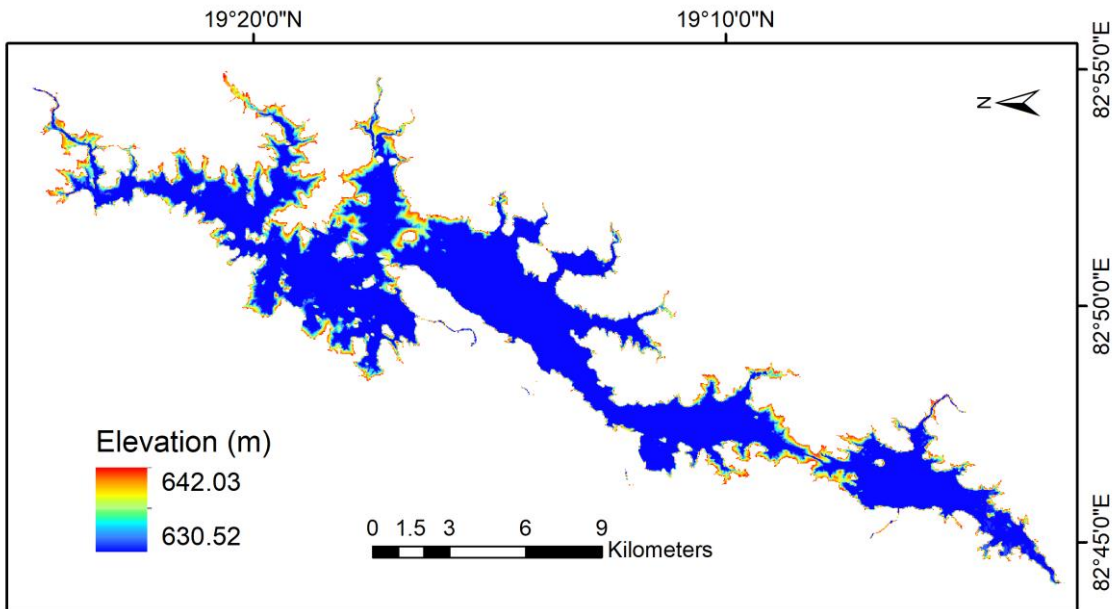 19°20'0"N 19°10'0"N
82°55'0"E
N
82°50'0"E
Elevation (m)
642.03
630.52
0 1.5 3 6 9
Kilometers
82°45'0"E